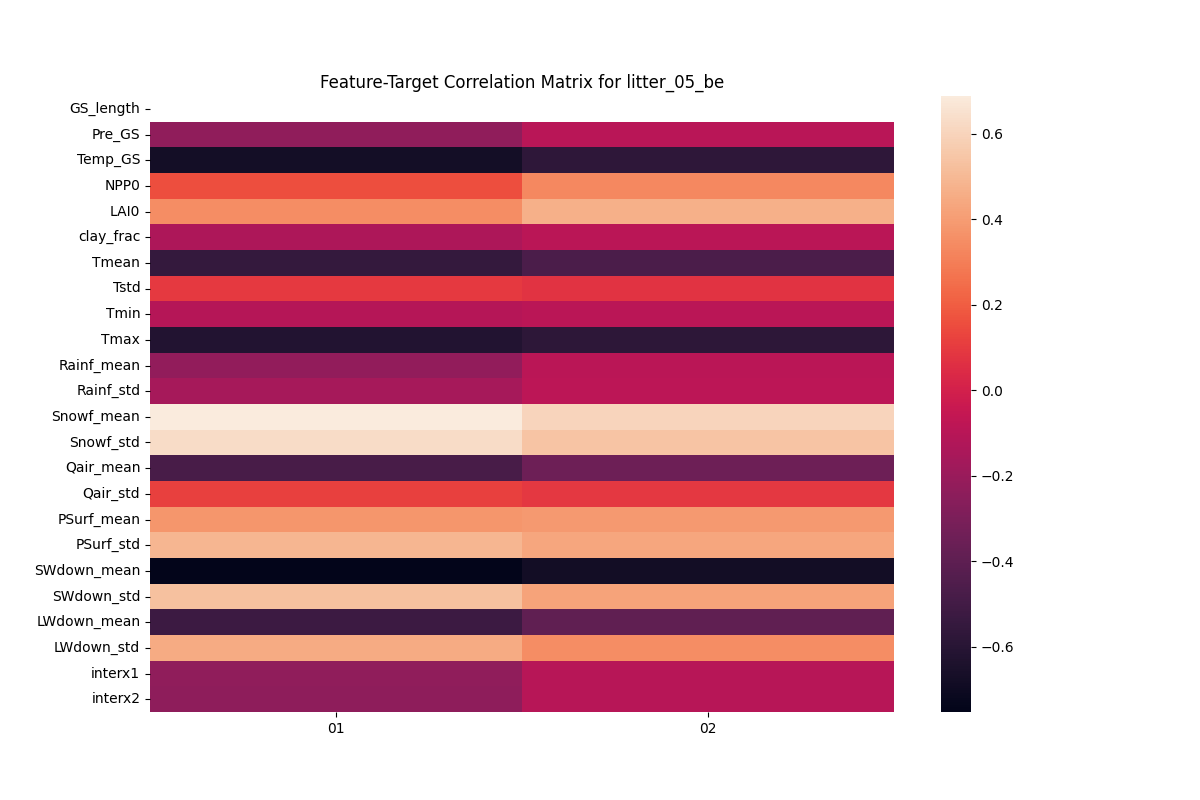 Feature-Target Correlation Matrix for litter_05_be
GS_length
Pre_GS
Temp_GS
NPP0
LAI0
clay_frac
Tmean
Tstd
Tmin
Tmax
Rainf_mean
Rainf_std
Snowf_mean
Snowf_std
Qair_mean
Qair_std
PSurf_mean
PSurf_std
SWdown_mean
SWdown_std
LWdown_mean
LWdown_std
interx1
interx2
01
02
0.6
0.4
0.2
0.0
−0.2
−0.4
−0.6